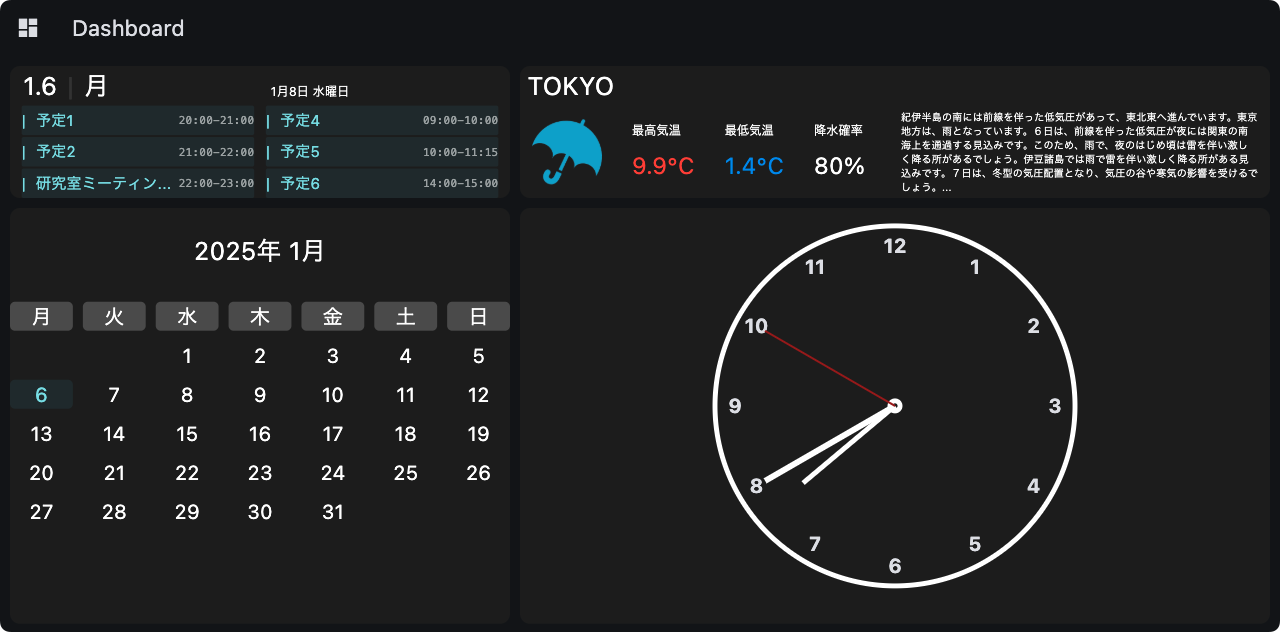 Dashboard
1.6 | 月
予定1 20:00-21:00
予定2 21:00-22:00
研究室ミーティン... 22:00-23:00
1月8日 水曜日
予定4 09:00-10:00
予定5 10:00-11:15
予定6 14:00-15:00
TOKYO
最高気温 最低気温 降水確率
9.9°C 1.4°C 80%
紀伊半島の南には前線を伴った低気圧があって、東北東へ進んでいます。東京
地方は、雨となっています。６日は、前線を伴った低気圧が夜には関東の南
海上を通過する見込みです。このため、雨で、夜のはじめ頃は雷を伴い激し
く降る所があるでしょう。伊豆諸島では雨で雷を伴い激しく降る所がある見
込みです。７日は、冬型の気圧配置となり、気圧の谷や寒気の影響を受けるで
しょう。...
2025年 1月
月 火 水 木 金 土 日
1 2 3 4 5
6 7 8 9 10 11 12
13 14 15 16 17 18 19
20 21 22 23 24 25 26
27 28 29 30 31
12
11 1
10 2
9 3
8 4
7 5
6